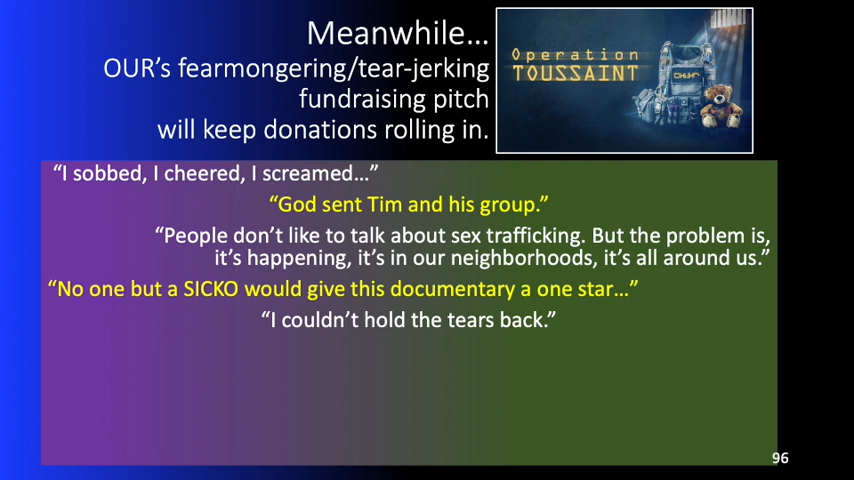 Meanwhile…
OUR's fearmongering/tear-jerking
fundraising pitch
will keep donations rolling in.
Operation
TOUSSAINT
“I sobbed, I cheered, I screamed…”
“God sent Tim and his group.”
“People don’t like to talk about sex trafficking. But the problem is,
it’s happening, it’s in our neighborhoods, it’s all around us.”
“No one but a SICKO would give this documentary a one star…”
“I couldn’t hold the tears back.”
96